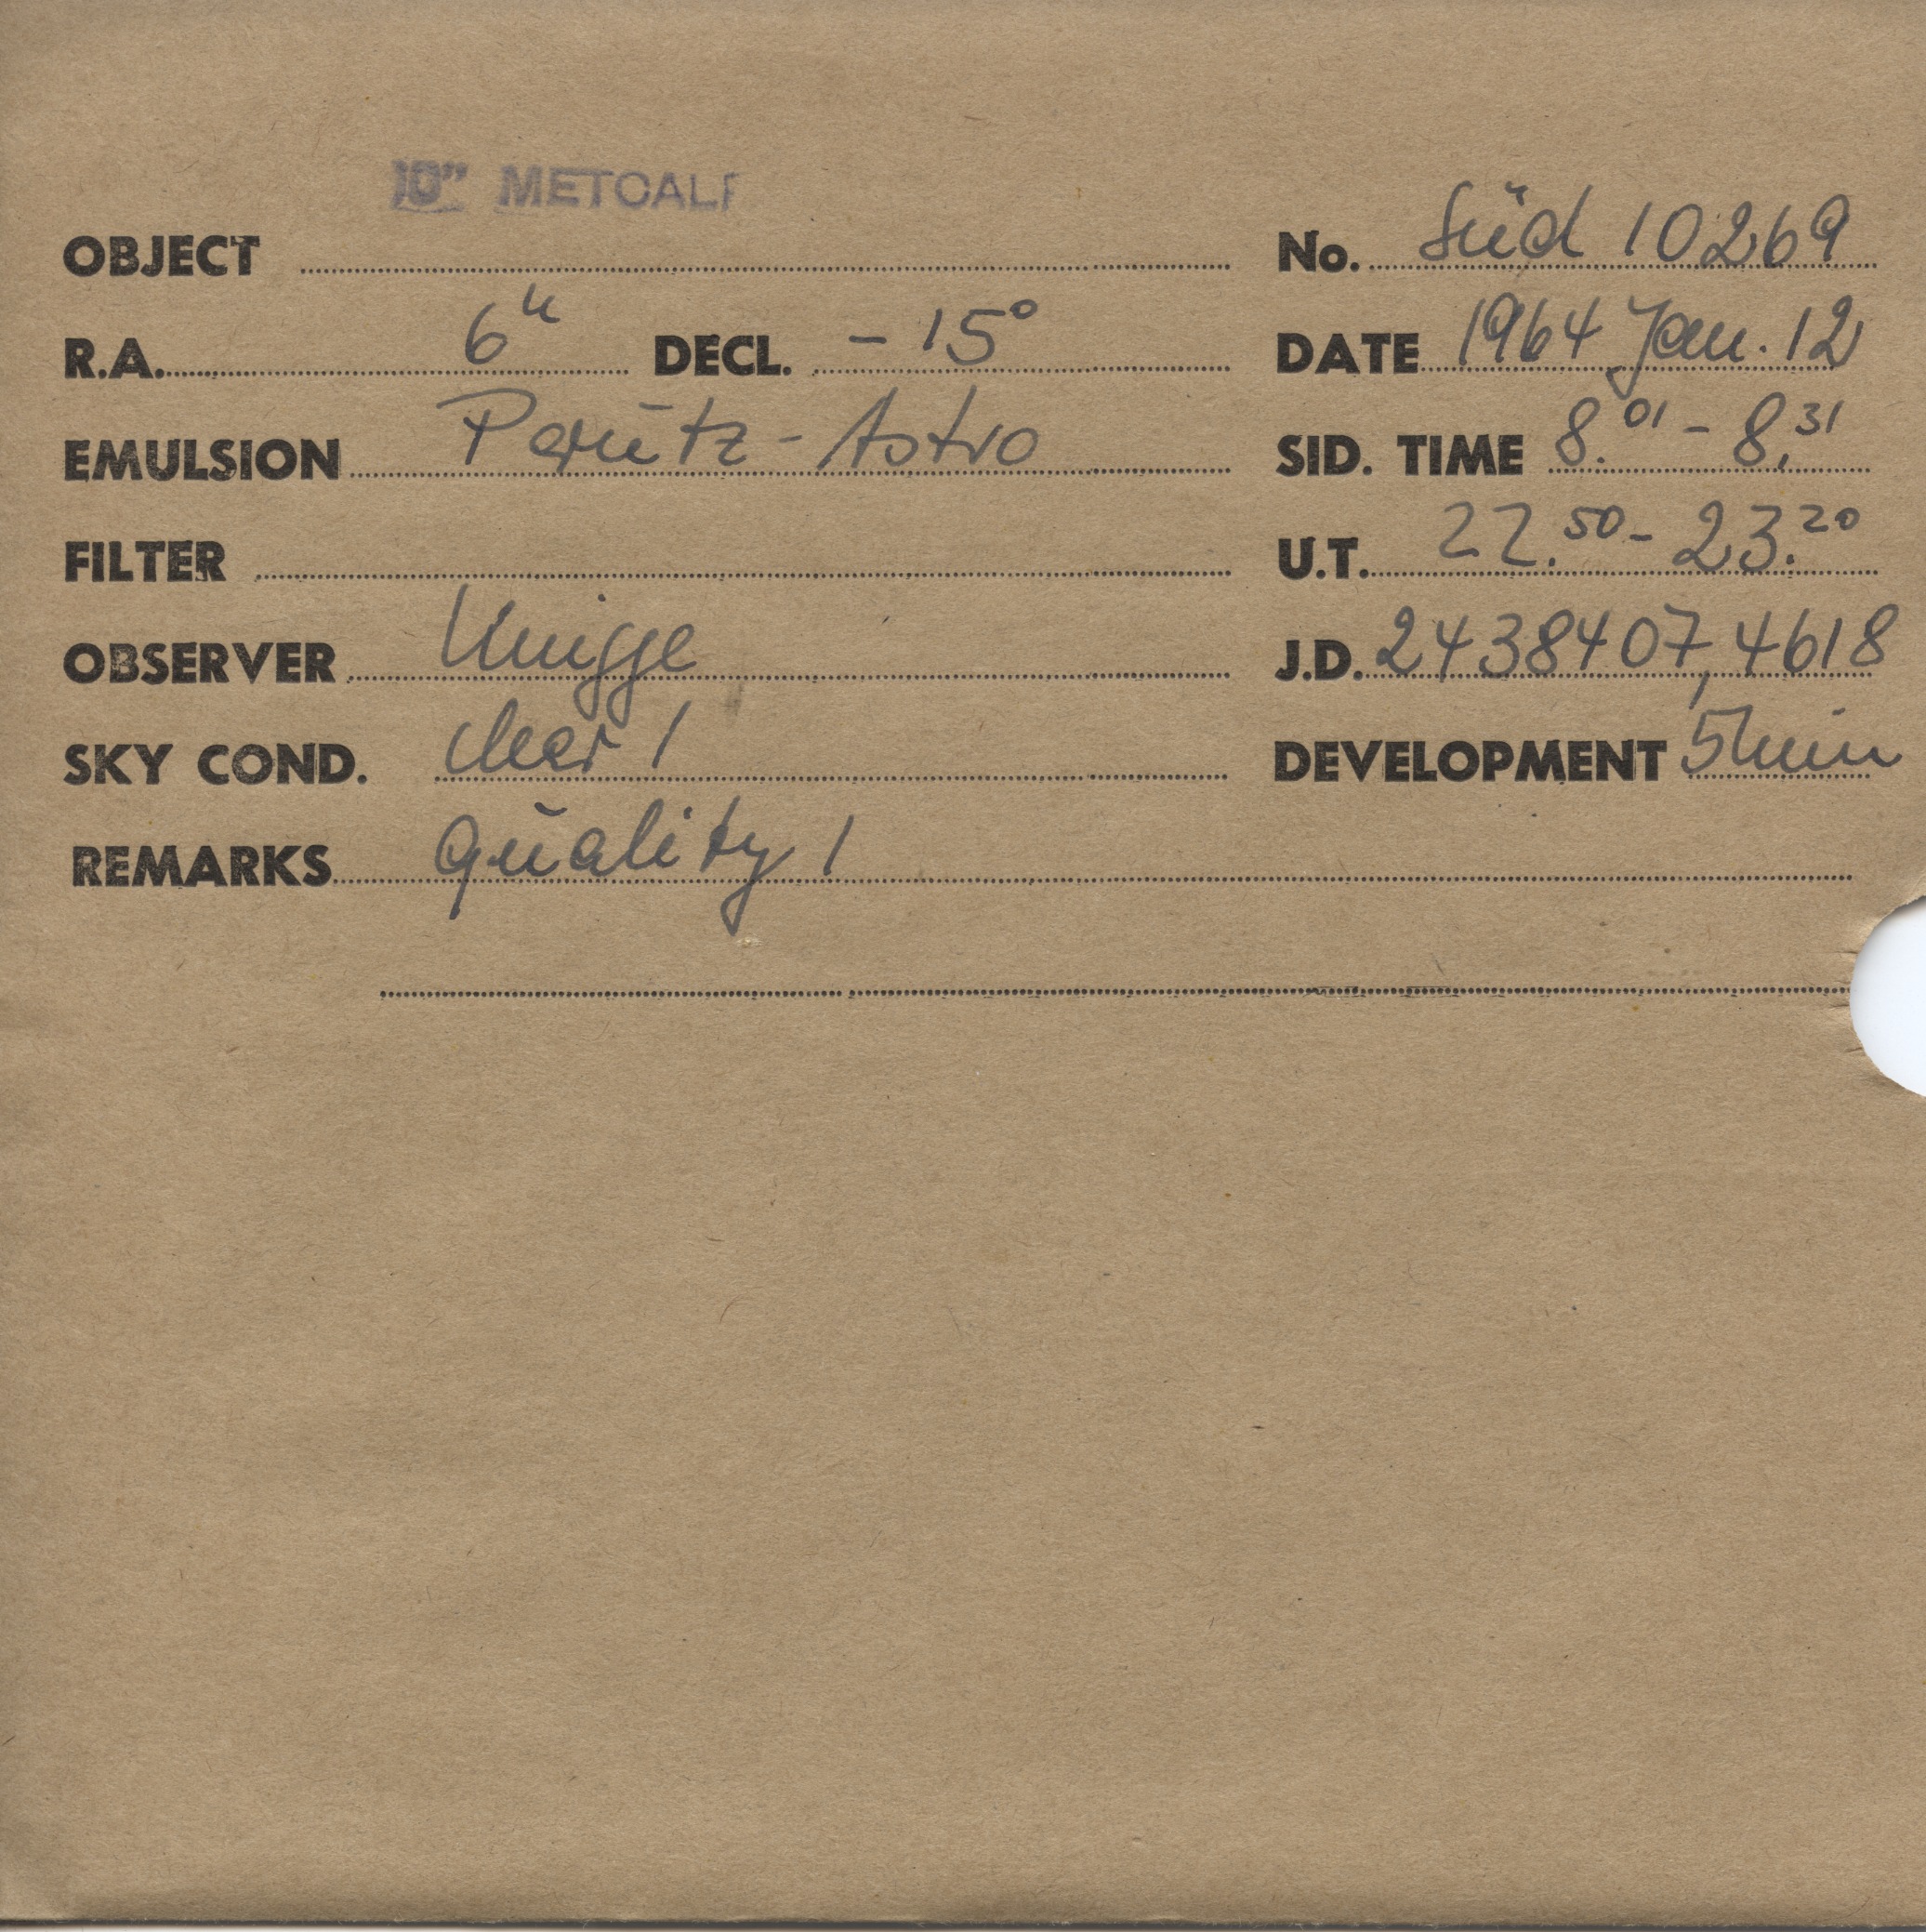 10" METCALF
OBJECT No. Süd 10269
R.A. 6h DECL. -15° DATE 1964 Jan. 12
EMULSION Perutz-Astro SID. TIME 8.01 - 8.31
FILTER U.T. 22.50 - 23.20
OBSERVER Knigge J.D. 2438407,4618
SKY COND. clear 1 DEVELOPMENT 5min
REMARKS quality 1